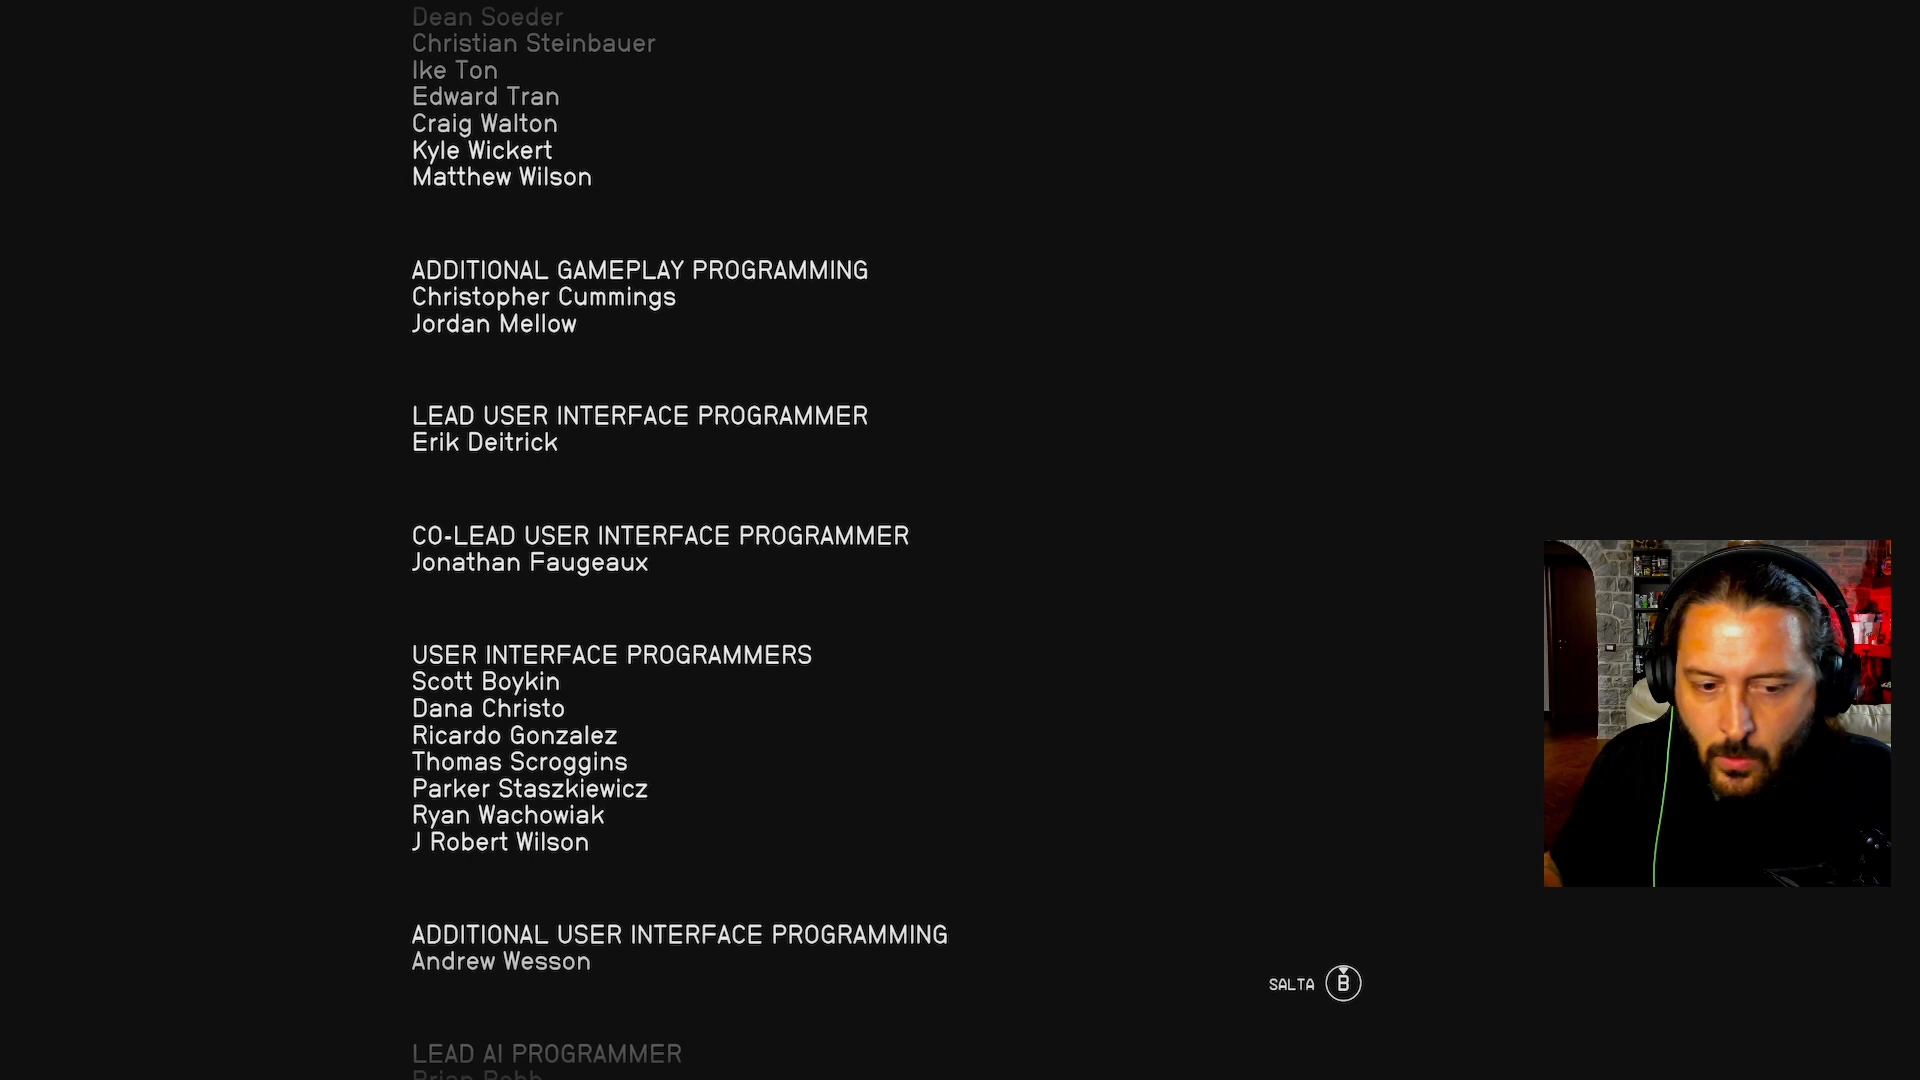 Dean Soeder
Christian Steinbauer
Ike Ton
Edward Tran
Craig Walton
Kyle Wickert
Matthew Wilson
ADDITIONAL GAMEPLAY PROGRAMMING
Christopher Cummings
Jordan Mellow
LEAD USER INTERFACE PROGRAMMER
Erik Deitrick
CO-LEAD USER INTERFACE PROGRAMMER
Jonathan Faugeaux
USER INTERFACE PROGRAMMERS
Scott Boykin
Dana Christo
Ricardo Gonzalez
Thomas Scroggins
Parker Staszkiewicz
Ryan Wachowiak
J Robert Wilson
ADDITIONAL USER INTERFACE PROGRAMMING
Andrew Wesson
SALTA B
LEAD AI PROGRAMMER